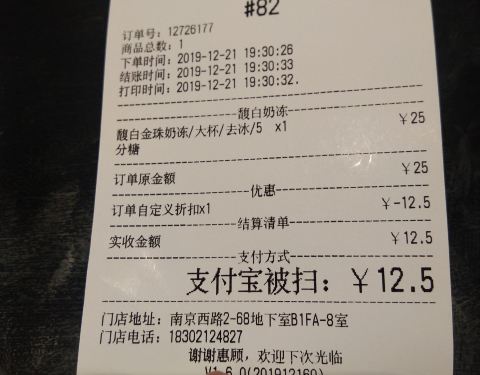 #82
订单号：12726177
商品总数：1
下单时间：2019-12-21 19:30:26
结账时间：2019-12-21 19:30:33
打印时间：2019-12-21 19:30:32.
馥白奶冻
馥白金珠奶冻/大杯/去冰/5 x1 ￥25
分糖
订单原金额 ￥25
优惠
订单自定义折扣x1 ￥-12.5
结算清单
实收金额 ￥12.5
支付方式
支付宝被扫：￥12.5
门店地址：南京西路2-68地下室B1FA-8室
门店电话：18302124827
谢谢惠顾，欢迎下次光临
V1.6.0(201912160)